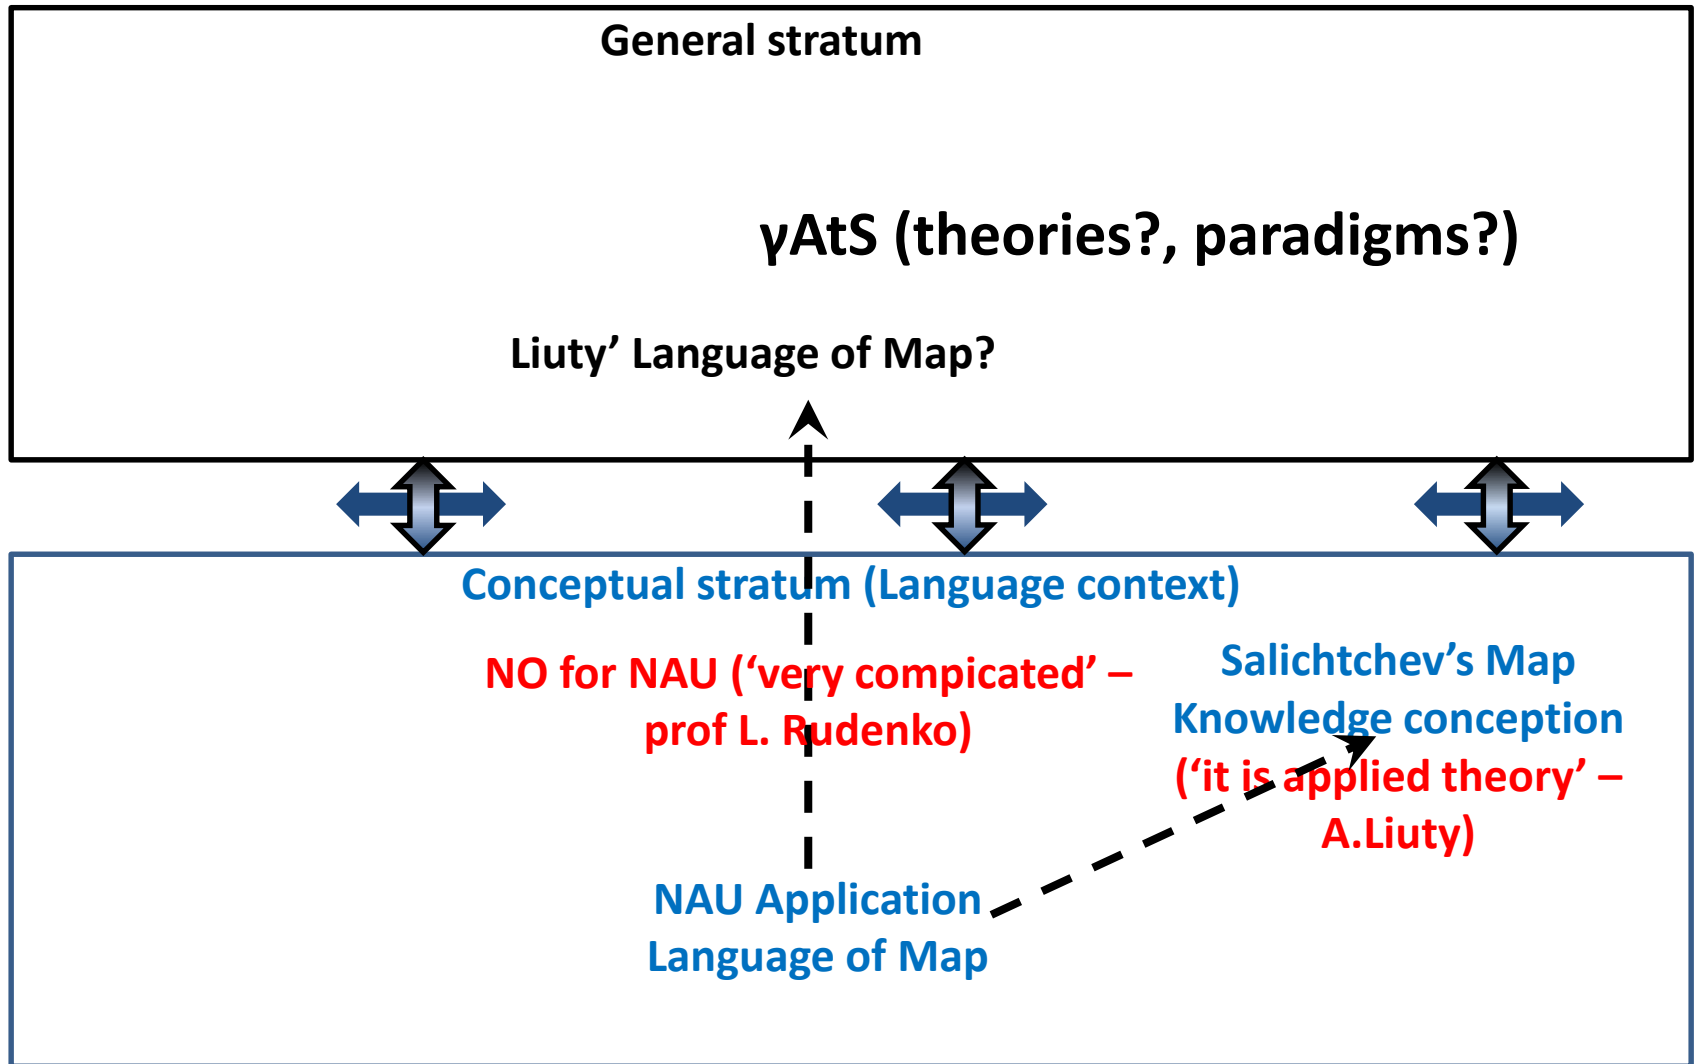 General stratum
γAtS (theories?, paradigms?)
Liuty’ Language of Map?
Conceptual stratum (Language context)
NO for NAU (‘very compicated’ –
prof L. Rudenko)
Salichtchev’s Map
Knowledge conception
(‘it is applied theory’ –
A.Liuty)
NAU Application
Language of Map